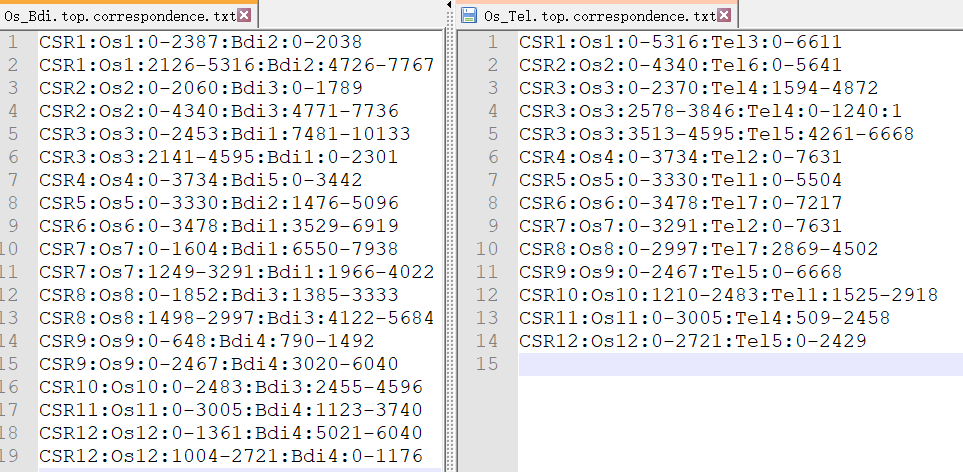 Os_Bdi.top.correspondence.txt
1 CSR1:Os1:0-2387:Bdi2:0-2038
2 CSR1:Os1:2126-5316:Bdi2:4726-7767
3 CSR2:Os2:0-2060:Bdi3:0-1789
4 CSR2:Os2:0-4340:Bdi3:4771-7736
5 CSR3:Os3:0-2453:Bdi1:7481-10133
6 CSR3:Os3:2141-4595:Bdi1:0-2301
7 CSR4:Os4:0-3734:Bdi5:0-3442
8 CSR5:Os5:0-3330:Bdi2:1476-5096
9 CSR6:Os6:0-3478:Bdi1:3529-6919
10 CSR7:Os7:0-1604:Bdi1:6550-7938
11 CSR7:Os7:1249-3291:Bdi1:1966-4022
12 CSR8:Os8:0-1852:Bdi3:1385-3333
13 CSR8:Os8:1498-2997:Bdi3:4122-5684
14 CSR9:Os9:0-648:Bdi4:790-1492
15 CSR9:Os9:0-2467:Bdi4:3020-6040
16 CSR10:Os10:0-2483:Bdi3:2455-4596
17 CSR11:Os11:0-3005:Bdi4:1123-3740
18 CSR12:Os12:0-1361:Bdi4:5021-6040
19 CSR12:Os12:1004-2721:Bdi4:0-1176
Os_Tel.top.correspondence.txt
1 CSR1:Os1:0-5316:Tel3:0-6611
2 CSR2:Os2:0-4340:Tel6:0-5641
3 CSR3:Os3:0-2370:Tel4:1594-4872
4 CSR3:Os3:2578-3846:Tel4:0-1240:1
5 CSR3:Os3:3513-4595:Tel5:4261-6668
6 CSR4:Os4:0-3734:Tel2:0-7631
7 CSR5:Os5:0-3330:Tel1:0-5504
8 CSR6:Os6:0-3478:Tel7:0-7217
9 CSR7:Os7:0-3291:Tel2:0-7631
10 CSR8:Os8:0-2997:Tel7:2869-4502
11 CSR9:Os9:0-2467:Tel5:0-6668
12 CSR10:Os10:1210-2483:Tel1:1525-2918
13 CSR11:Os11:0-3005:Tel4:509-2458
14 CSR12:Os12:0-2721:Tel5:0-2429
15